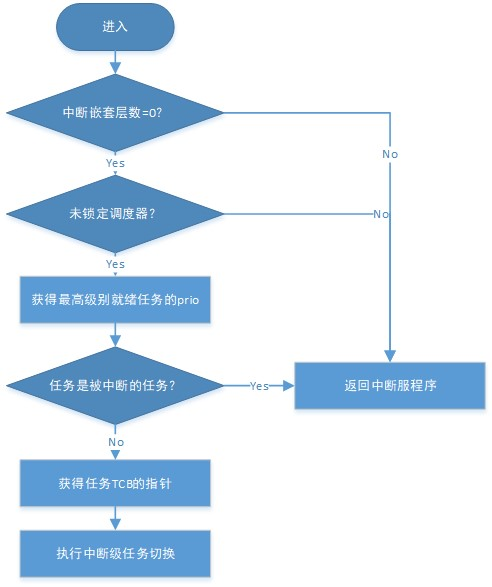 进入
中断嵌套层数=0?
No
Yes
未锁定调度器?
No
Yes
获得最高级别就绪任务的prio
任务是被中断的任务?
Yes
返回中断服程序
No
获得任务TCB的指针
执行中断级任务切换